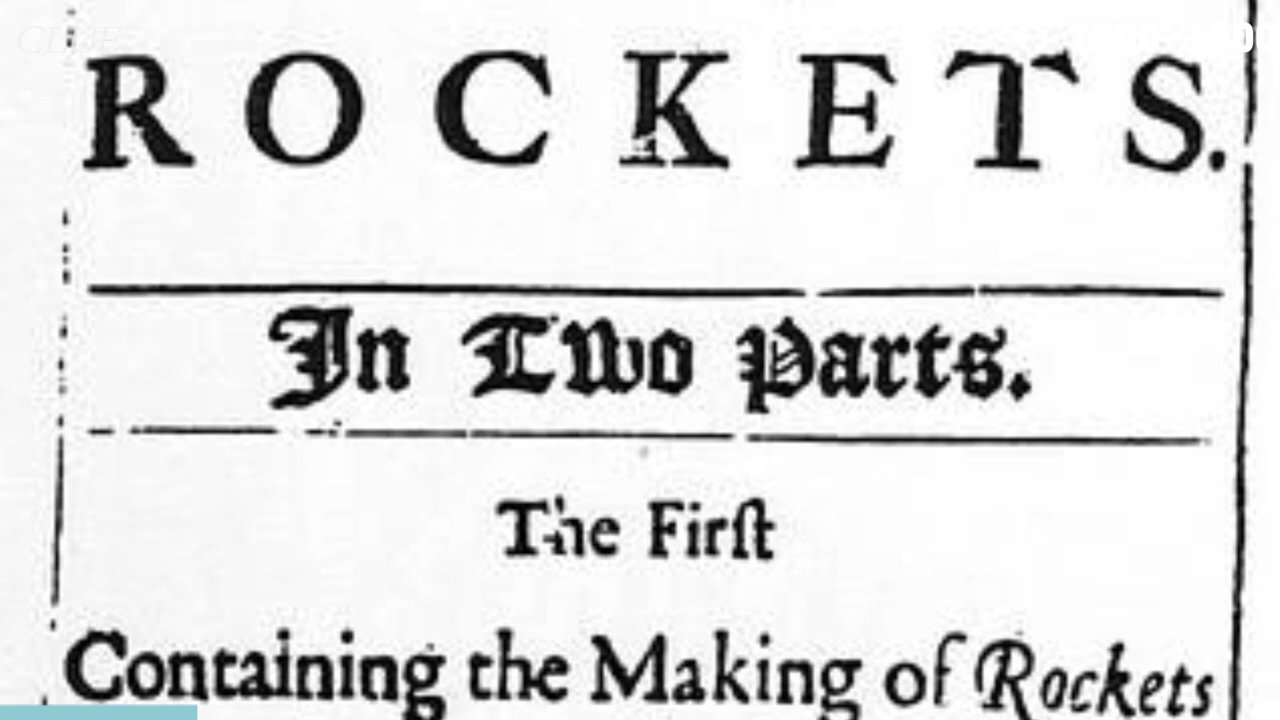 ROCKETS.
In Two Parts.
The Firſt
Containing the Making of Rockets